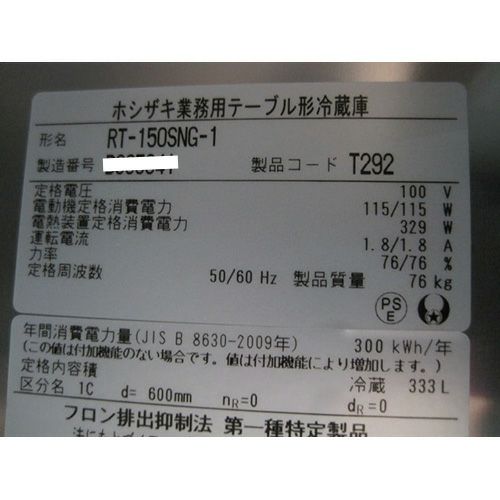 ホシザキ業務用テーブル形冷蔵庫
形名 RT-150SNG-1
製造番号 製品コード T292
定格電圧 100 V
電動機定格消費電力 115/115 W
電熱装置定格消費電力 329 W
運転電流 1.8/1.8 A
力率 76/76 %
定格周波数 50/60 Hz 製品質量 76 kg
PS
E
年間消費電力量(JIS B 8630-2009年) 300 kWh/年
(この値は付加機能のない場合です。値は付加機能により増加します。)
定格内容積 冷蔵 333 L
区分名 1C d= 600mm nR=0 dR=0
フロン排出抑制法 第一種特定製品